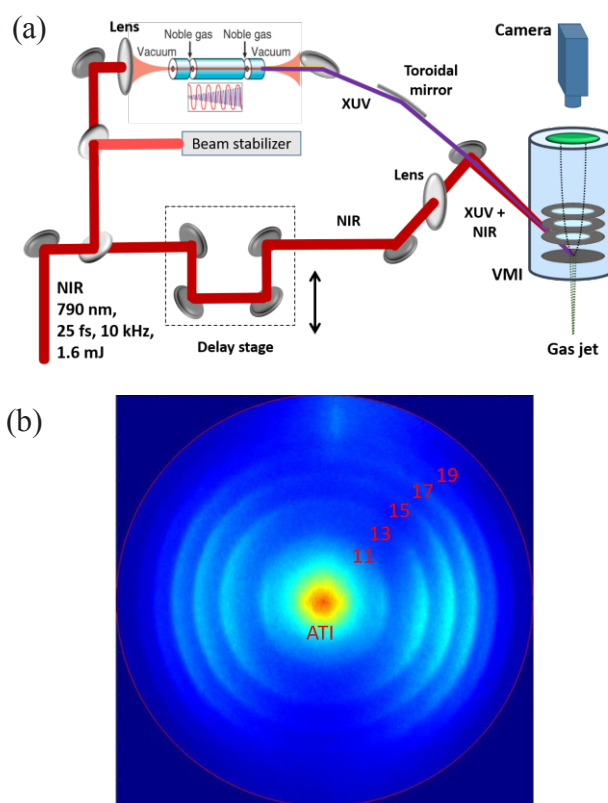 (a)
Lens
Noble gas
Noble gas
Vacuum
Vacuum
Camera
XUV
Toroidal
mirror
Beam stabilizer
Lens
NIR
XUV +
NIR
VMI
NIR
790 nm,
25 fs, 10 kHz,
1.6 mJ
Delay stage
Gas jet
(b)
19
17
15
13
11
ATI